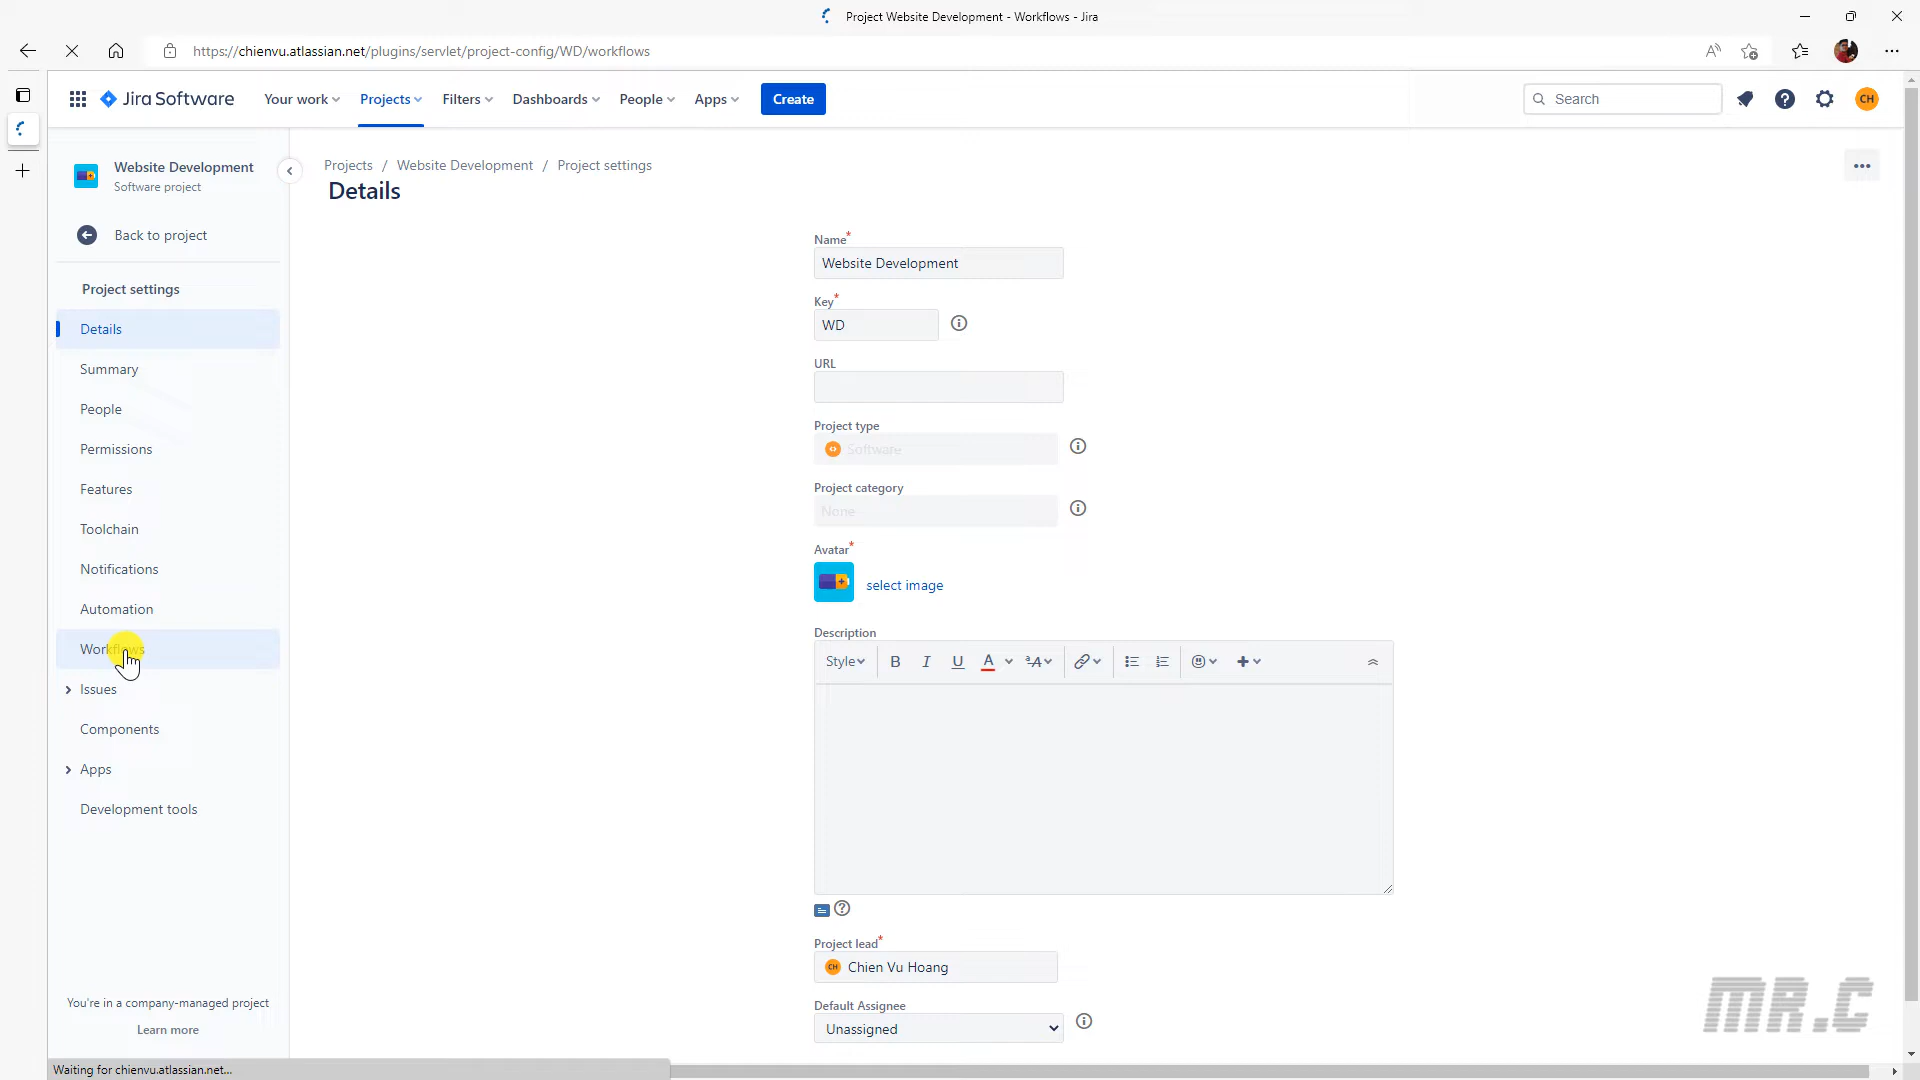 Project Website Development - Workflows - Jira
https://chienvu.atlassian.net/plugins/servlet/project-config/WD/workflows
Jira Software
Your work
Projects
Filters
Dashboards
People
Apps
Create
Search
CH
Website Development
Software project
Back to project
Project settings
Details
Summary
People
Permissions
Features
Toolchain
Notifications
Automation
Workflows
Issues
Components
Apps
Development tools
You're in a company-managed project
Learn more
Projects / Website Development / Project settings
Details
Name*
Website Development
Key*
WD
URL
Project type
Software
Project category
None
Avatar*
select image
Description
Style
B I U A
Project lead*
CH Chien Vu Hoang
Default Assignee
Unassigned
MR.C
Waiting for chienvu.atlassian.net...